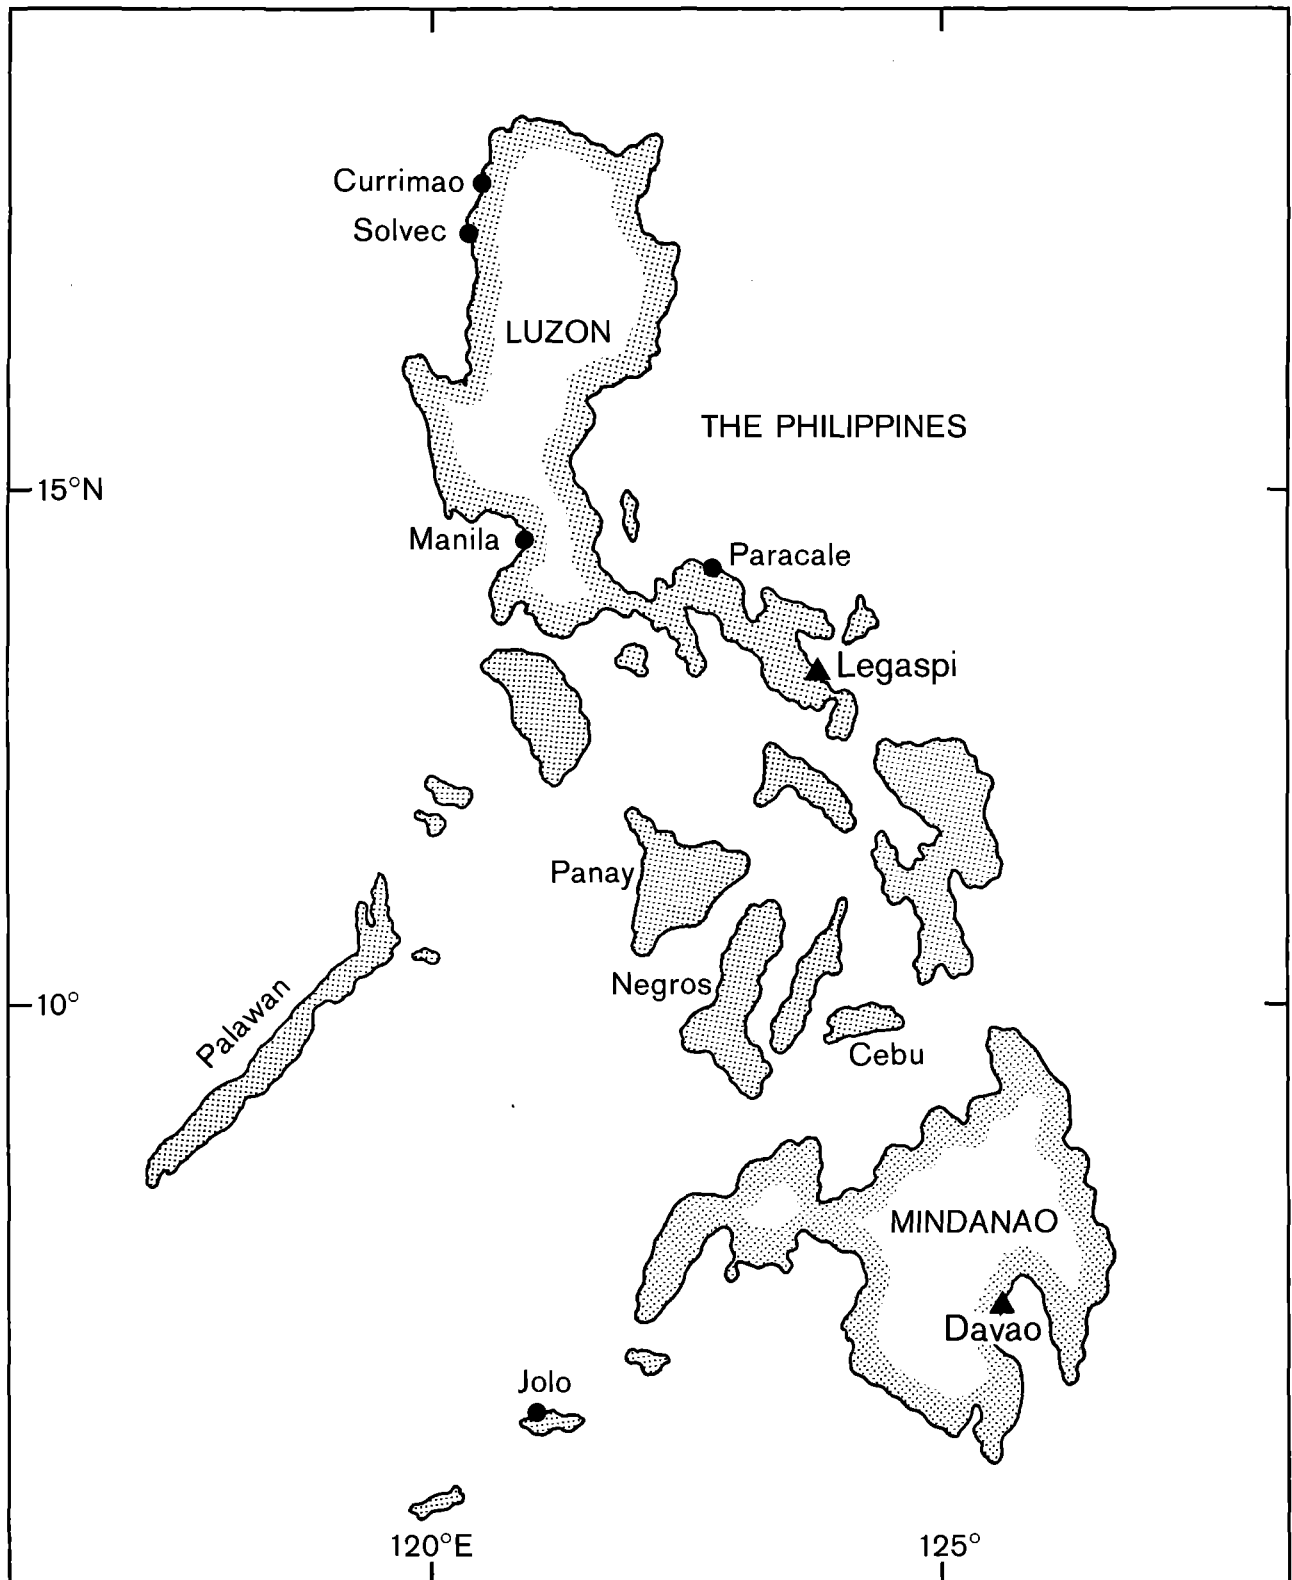 Currimao
Solvec
LUZON
THE PHILIPPINES
15°N
Manila
Paracale
Legaspi
Panay
Negros
Palawan
10°
Cebu
MINDANAO
Davao
Jolo
120°E
125°